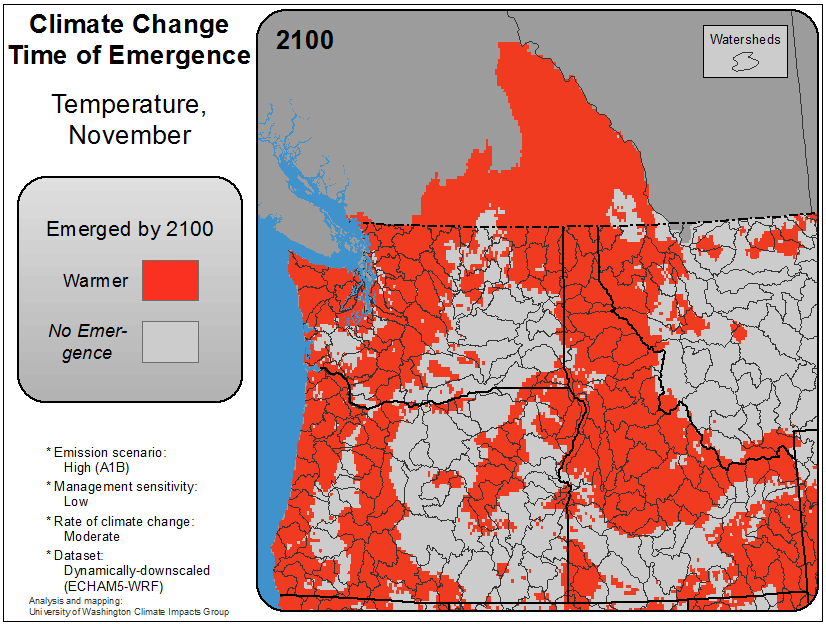 Climate Change
Time of Emergence
Temperature,
November
Emerged by 2100
Warmer
No Emer-
gence
* Emission scenario:
High (A1B)
* Management sensitivity:
Low
* Rate of climate change:
Moderate
* Dataset:
Dynamically-downscaled
(ECHAM5-WRF)
Analysis and mapping:
University of Washington Climate Impacts Group
2100
Watersheds